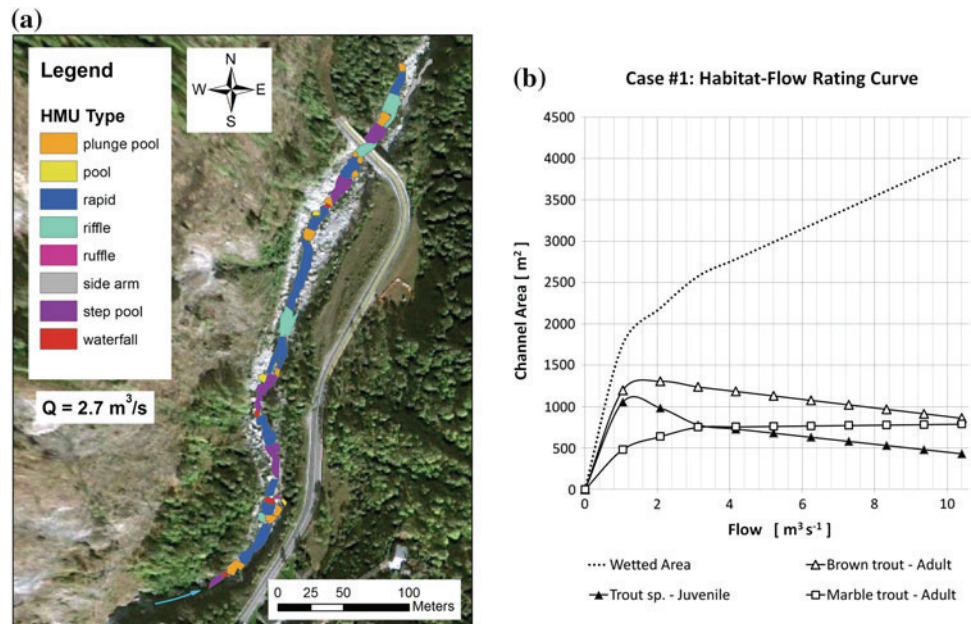 (a)
Legend
HMU Type
plunge pool
pool
rapid
riffle
ruffle
side arm
step pool
waterfall
N
W E
S
Q = 2.7 m³/s
0 25 50 100
Meters
(b)
Case #1: Habitat-Flow Rating Curve
Channel Area [ m² ]
4500
4000
3500
3000
2500
2000
1500
1000
500
0
0 2 4 6 8 10
Flow [ m³ s⁻¹ ]
Wetted Area
Brown trout - Adult
Trout sp. - Juvenile
Marble trout - Adult